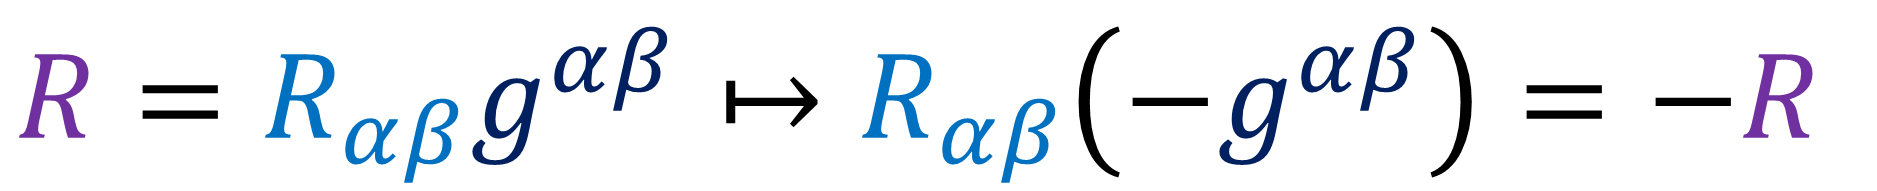 R = R_{αβ} g^{αβ} ↦ R_{αβ} (−g^{αβ}) = −R